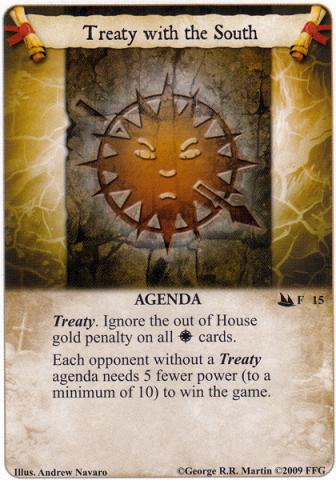 Treaty with the South
AGENDA
F 15
Treaty. Ignore the out of House
gold penalty on all cards.
Each opponent without a Treaty
agenda needs 5 fewer power (to a
minimum of 10) to win the game.
Illus. Andrew Navaro
©George R.R. Martin ©2009 FFG